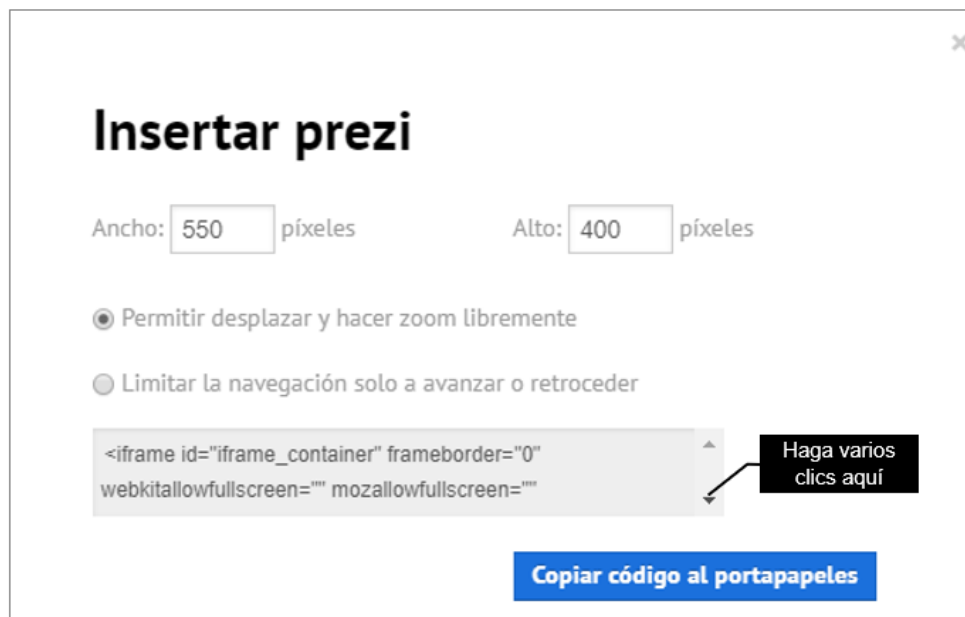 ×
Insertar prezi
Ancho: 550 píxeles Alto: 400 píxeles
Permitir desplazar y hacer zoom libremente
Limitar la navegación solo a avanzar o retroceder
<iframe id="iframe_container" frameborder="0"
webkitallowfullscreen="" mozallowfullscreen=""
Haga varios
clics aquí
Copiar código al portapapeles